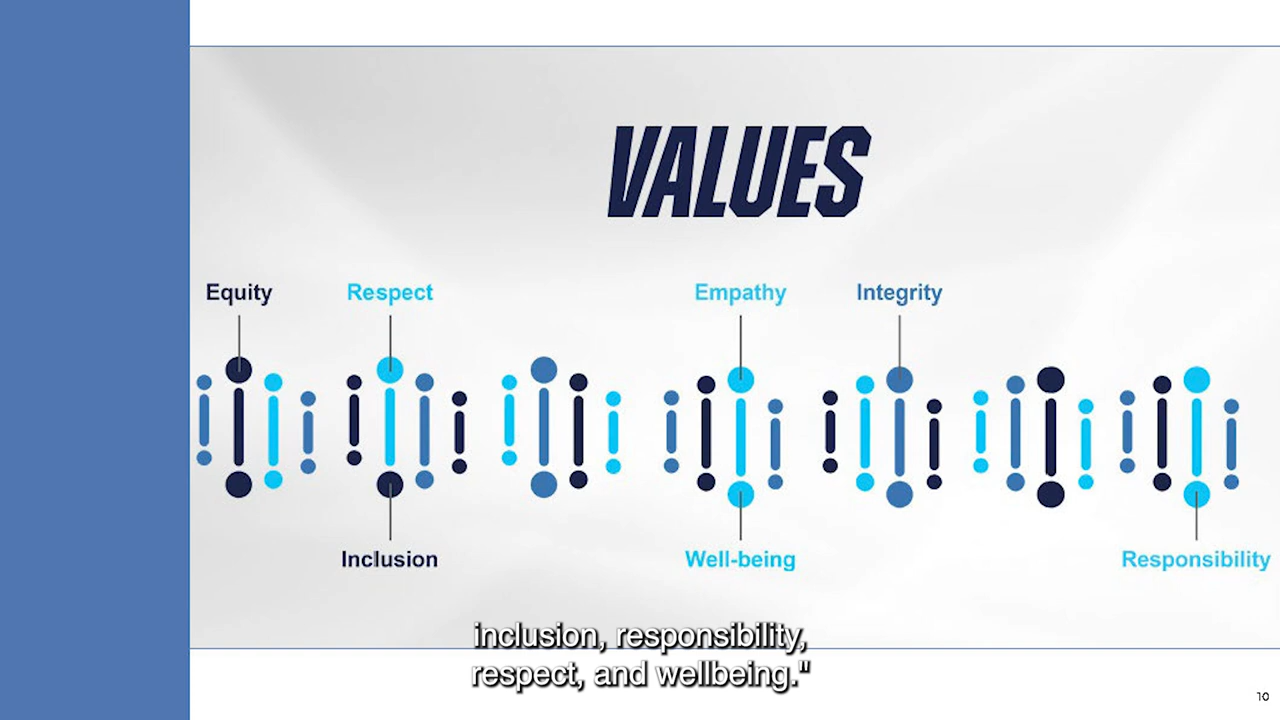 VALUES
Equity Respect Empathy Integrity
Inclusion Well-being Responsibility
inclusion, responsibility,
respect, and wellbeing."
10